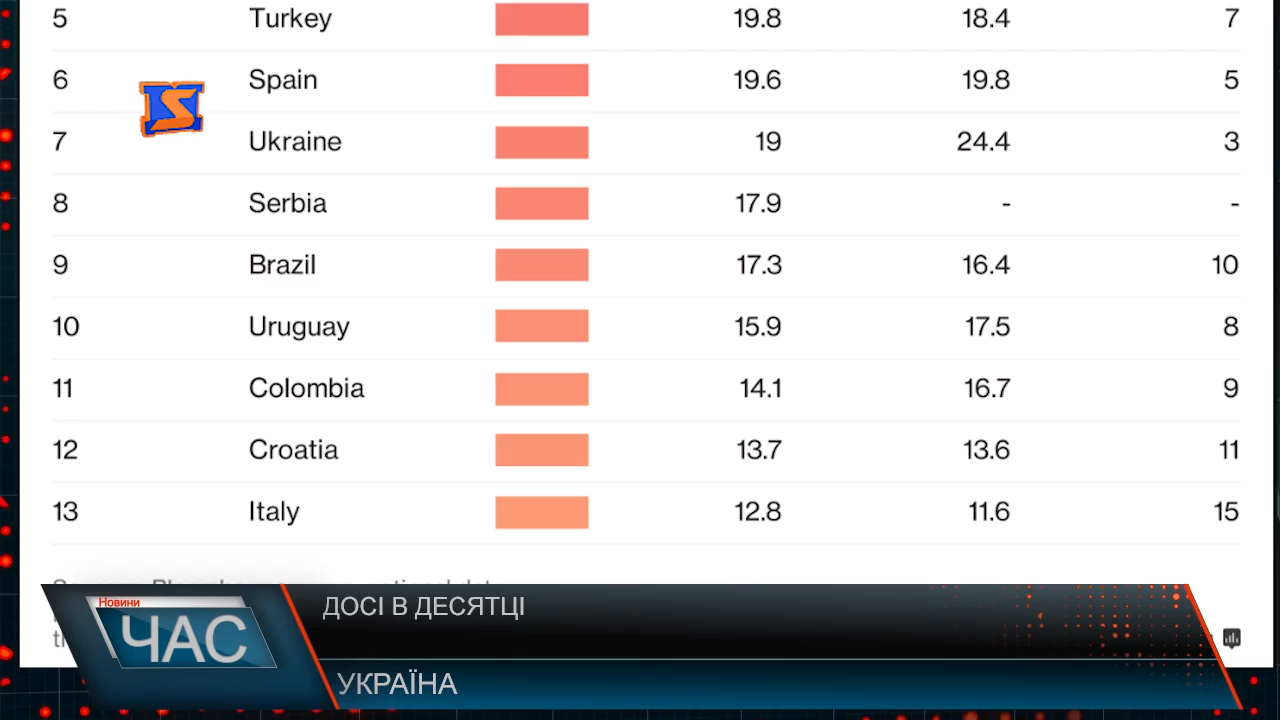 5 Turkey 19.8 18.4 7
6 Spain 19.6 19.8 5
7 Ukraine 19 24.4 3
8 Serbia 17.9 - -
9 Brazil 17.3 16.4 10
10 Uruguay 15.9 17.5 8
11 Colombia 14.1 16.7 9
12 Croatia 13.7 13.6 11
13 Italy 12.8 11.6 15
Новини
ЧАС
ДОСІ В ДЕСЯТЦІ
УКРАЇНА